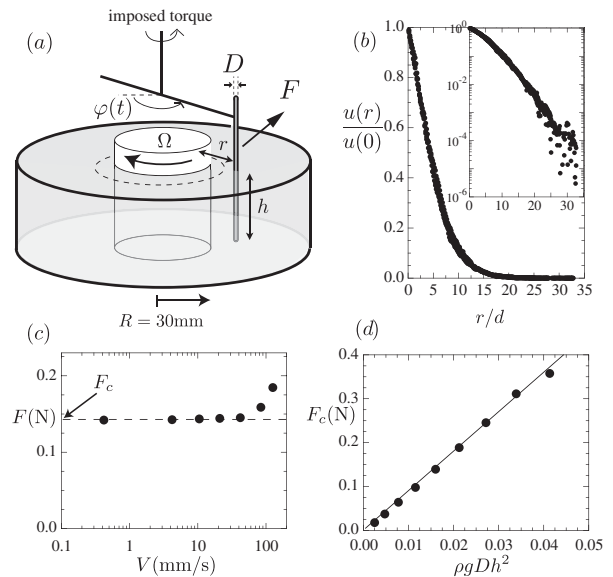 (a)
imposed torque
D
F
φ(t)
Ω
r
h
R = 30mm
(b)
u(r)
u(0)
1.0
0.8
0.6
0.4
0.2
0.0
0 5 10 15 20 25 30 35
r/d
10^0
10^-2
10^-4
10^-6
0 10 20 30
(c)
F(N)
0.2
0.1
0.0
F_c
0.1 1 10 100
V(mm/s)
(d)
F_c(N)
0.4
0.3
0.2
0.1
0.0
0.00 0.01 0.02 0.03 0.04 0.05
ρgDh^2